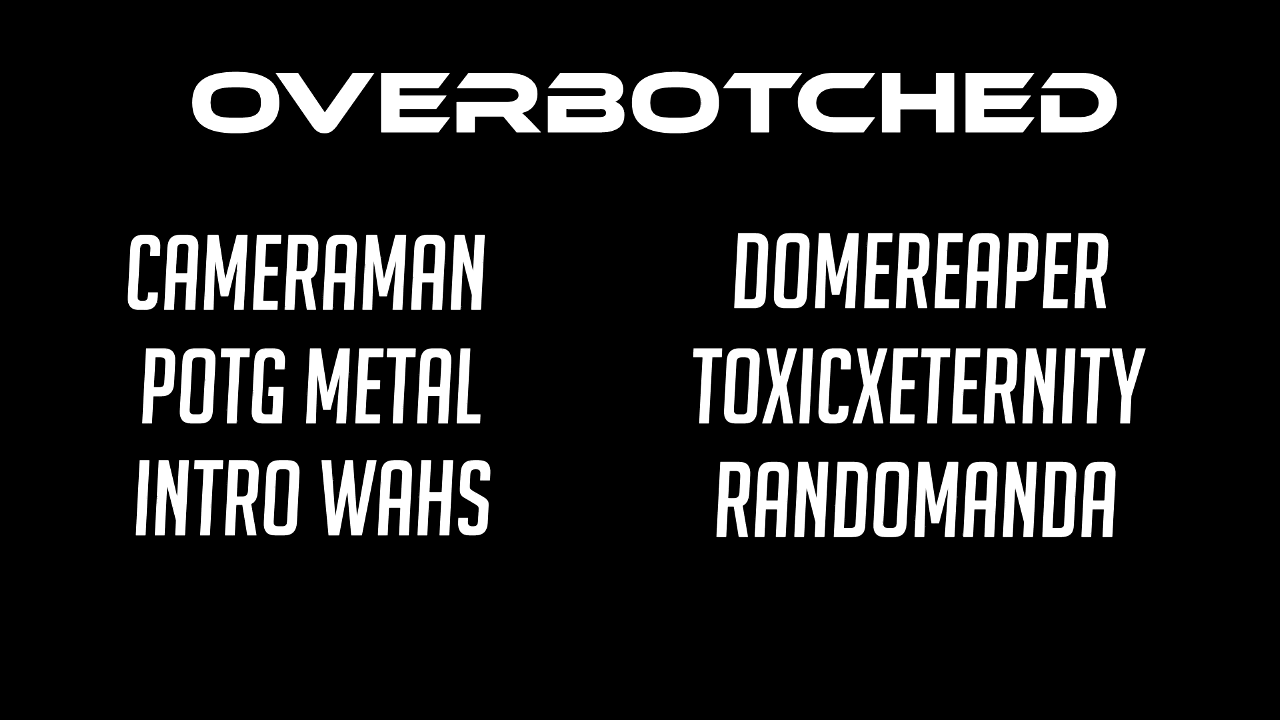 OVERBOTCHED
CAMERAMAN DOMEREAPER
POTG METAL TOXICXETERNITY
INTRO WAHS RANDOMANDA